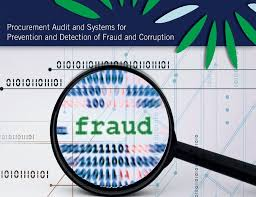 Procurement Audit and Systems for
Prevention and Detection of Fraud and Corruption
fraud